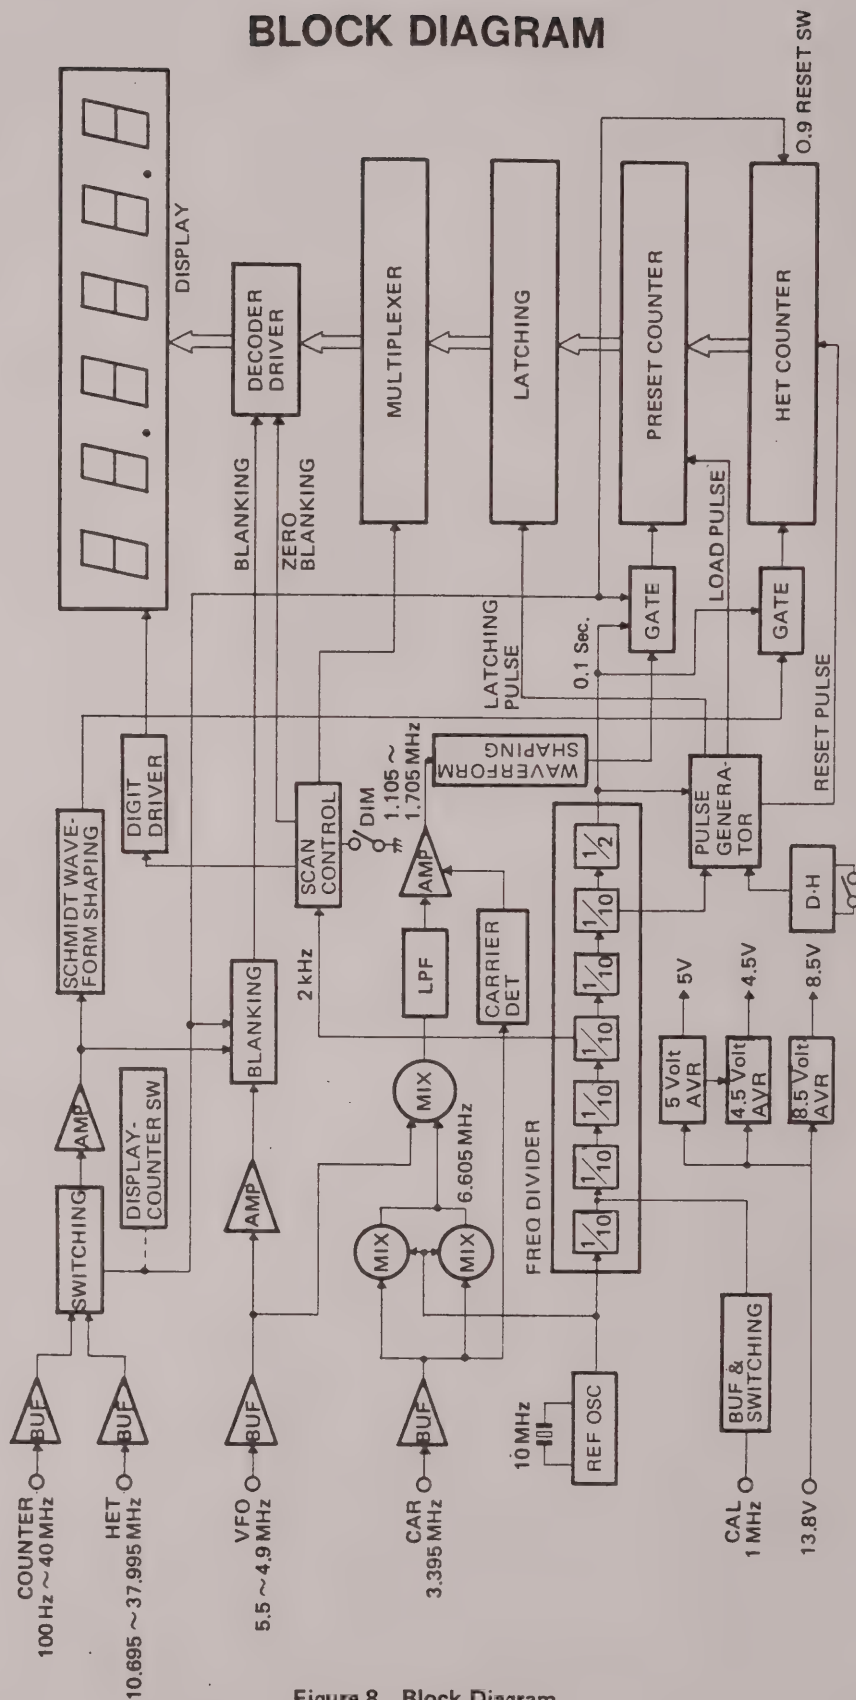 BLOCK DIAGRAM
COUNTER
100 Hz ~ 40 MHz
HET
10.695 ~ 37.995 MHz
VFO
5.5 ~ 4.9 MHz
CAR
3.395 MHz
CAL
1 MHz
13.8V
BUF
BUF
BUF
BUF
10 MHz
REF OSC
BUF &
SWITCHING
SWITCHING
DISPLAY-
COUNTER SW
AMP
AMP
BLANKING
SCHMIDT WAVE-
FORM SHAPING
DIGIT
DRIVER
MIX
MIX
6.605 MHz
MIX
LPF
AMP
CARRIER
DET
2 kHz
SCAN
CONTROL
DIM
1.105 ~
1.705 MHz
WAVERFORM
SHAPING
FREQ DIVIDER
1/10
1/10
1/10
1/10
1/10
1/10
1/2
5 Volt
AVR
5V
4.5 Volt
AVR
4.5V
8.5 Volt
AVR
8.5V
D-H
PULSE
GENERA-
TOR
RESET PULSE
LOAD PULSE
LATCHING
PULSE
0.1 Sec.
GATE
GATE
BLANKING
ZERO
BLANKING
DISPLAY
DECODER
DRIVER
MULTIPLEXER
LATCHING
PRESET COUNTER
HET COUNTER
0.9 RESET SW
Figure 8 Block Diagram